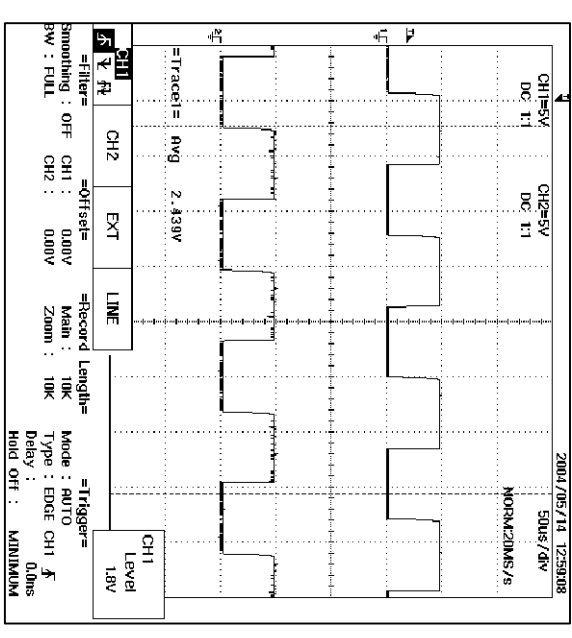 2004/05/14 12:59:08
CH1=5V CH2=5V 50us/div
DC 1:1 DC 1:1 NORM:20MS/s
=Trace1= Avg 2.439V
CH1 CH2 EXT LINE
CH1
Level
1.8V
=Filter= =Offset= =Record Length= =Trigger=
Smoothing : OFF CH1 : 0.00V Main : 10K Mode : AUTO
BW : FULL CH2 : 0.00V Zoom : 10K Type : EDGE CH1
Delay : 0.0ns
Hold Off : MINIMUM